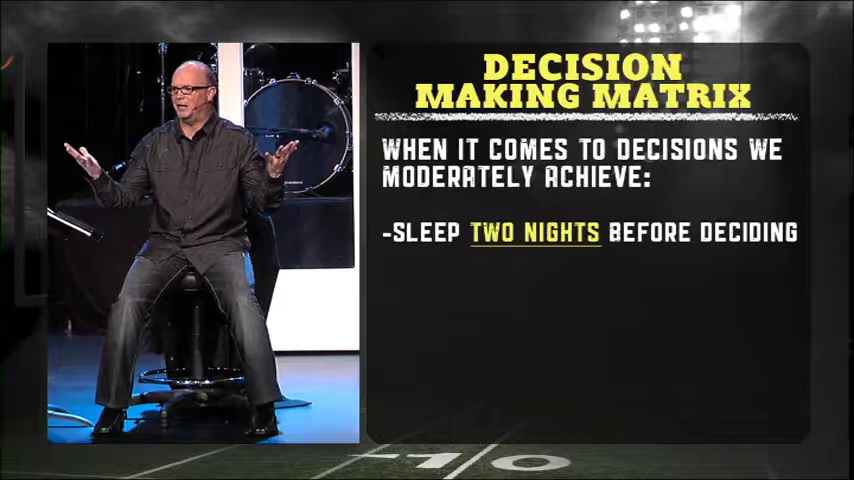 DECISION
MAKING MATRIX
WHEN IT COMES TO DECISIONS WE
MODERATELY ACHIEVE:
-SLEEP TWO NIGHTS BEFORE DECIDING
10